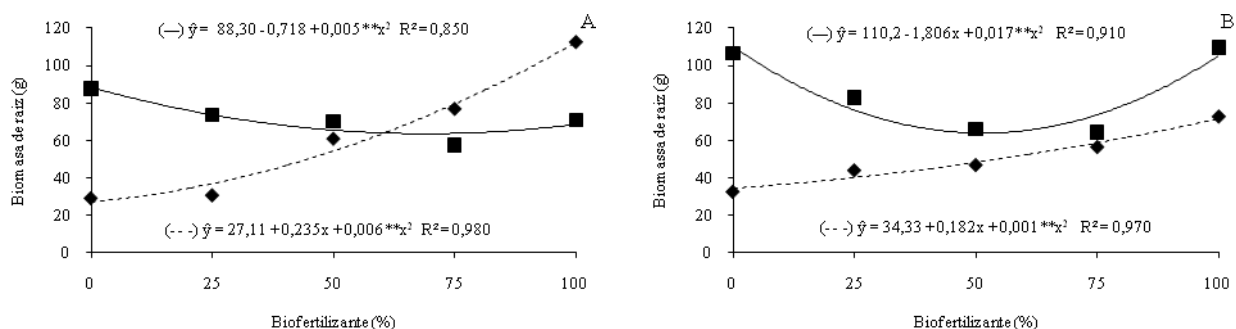 A
(—) ŷ = 88,30 - 0,718 + 0,005 **x² R² = 0,850
120
100
80
60
40
20
0
Biomassa de raiz (g)
(- - -) ŷ = 27,11 + 0,235x + 0,006 **x² R² = 0,980
0 25 50 75 100
Biofertilizante (%)
B
(—) ŷ = 110,2 - 1,806x + 0,017**x² R² = 0,910
120
100
80
60
40
20
0
Biomassa de raiz (g)
(- - -) ŷ = 34,33 + 0,182x + 0,001 **x² R² = 0,970
0 25 50 75 100
Biofertilizante (%)